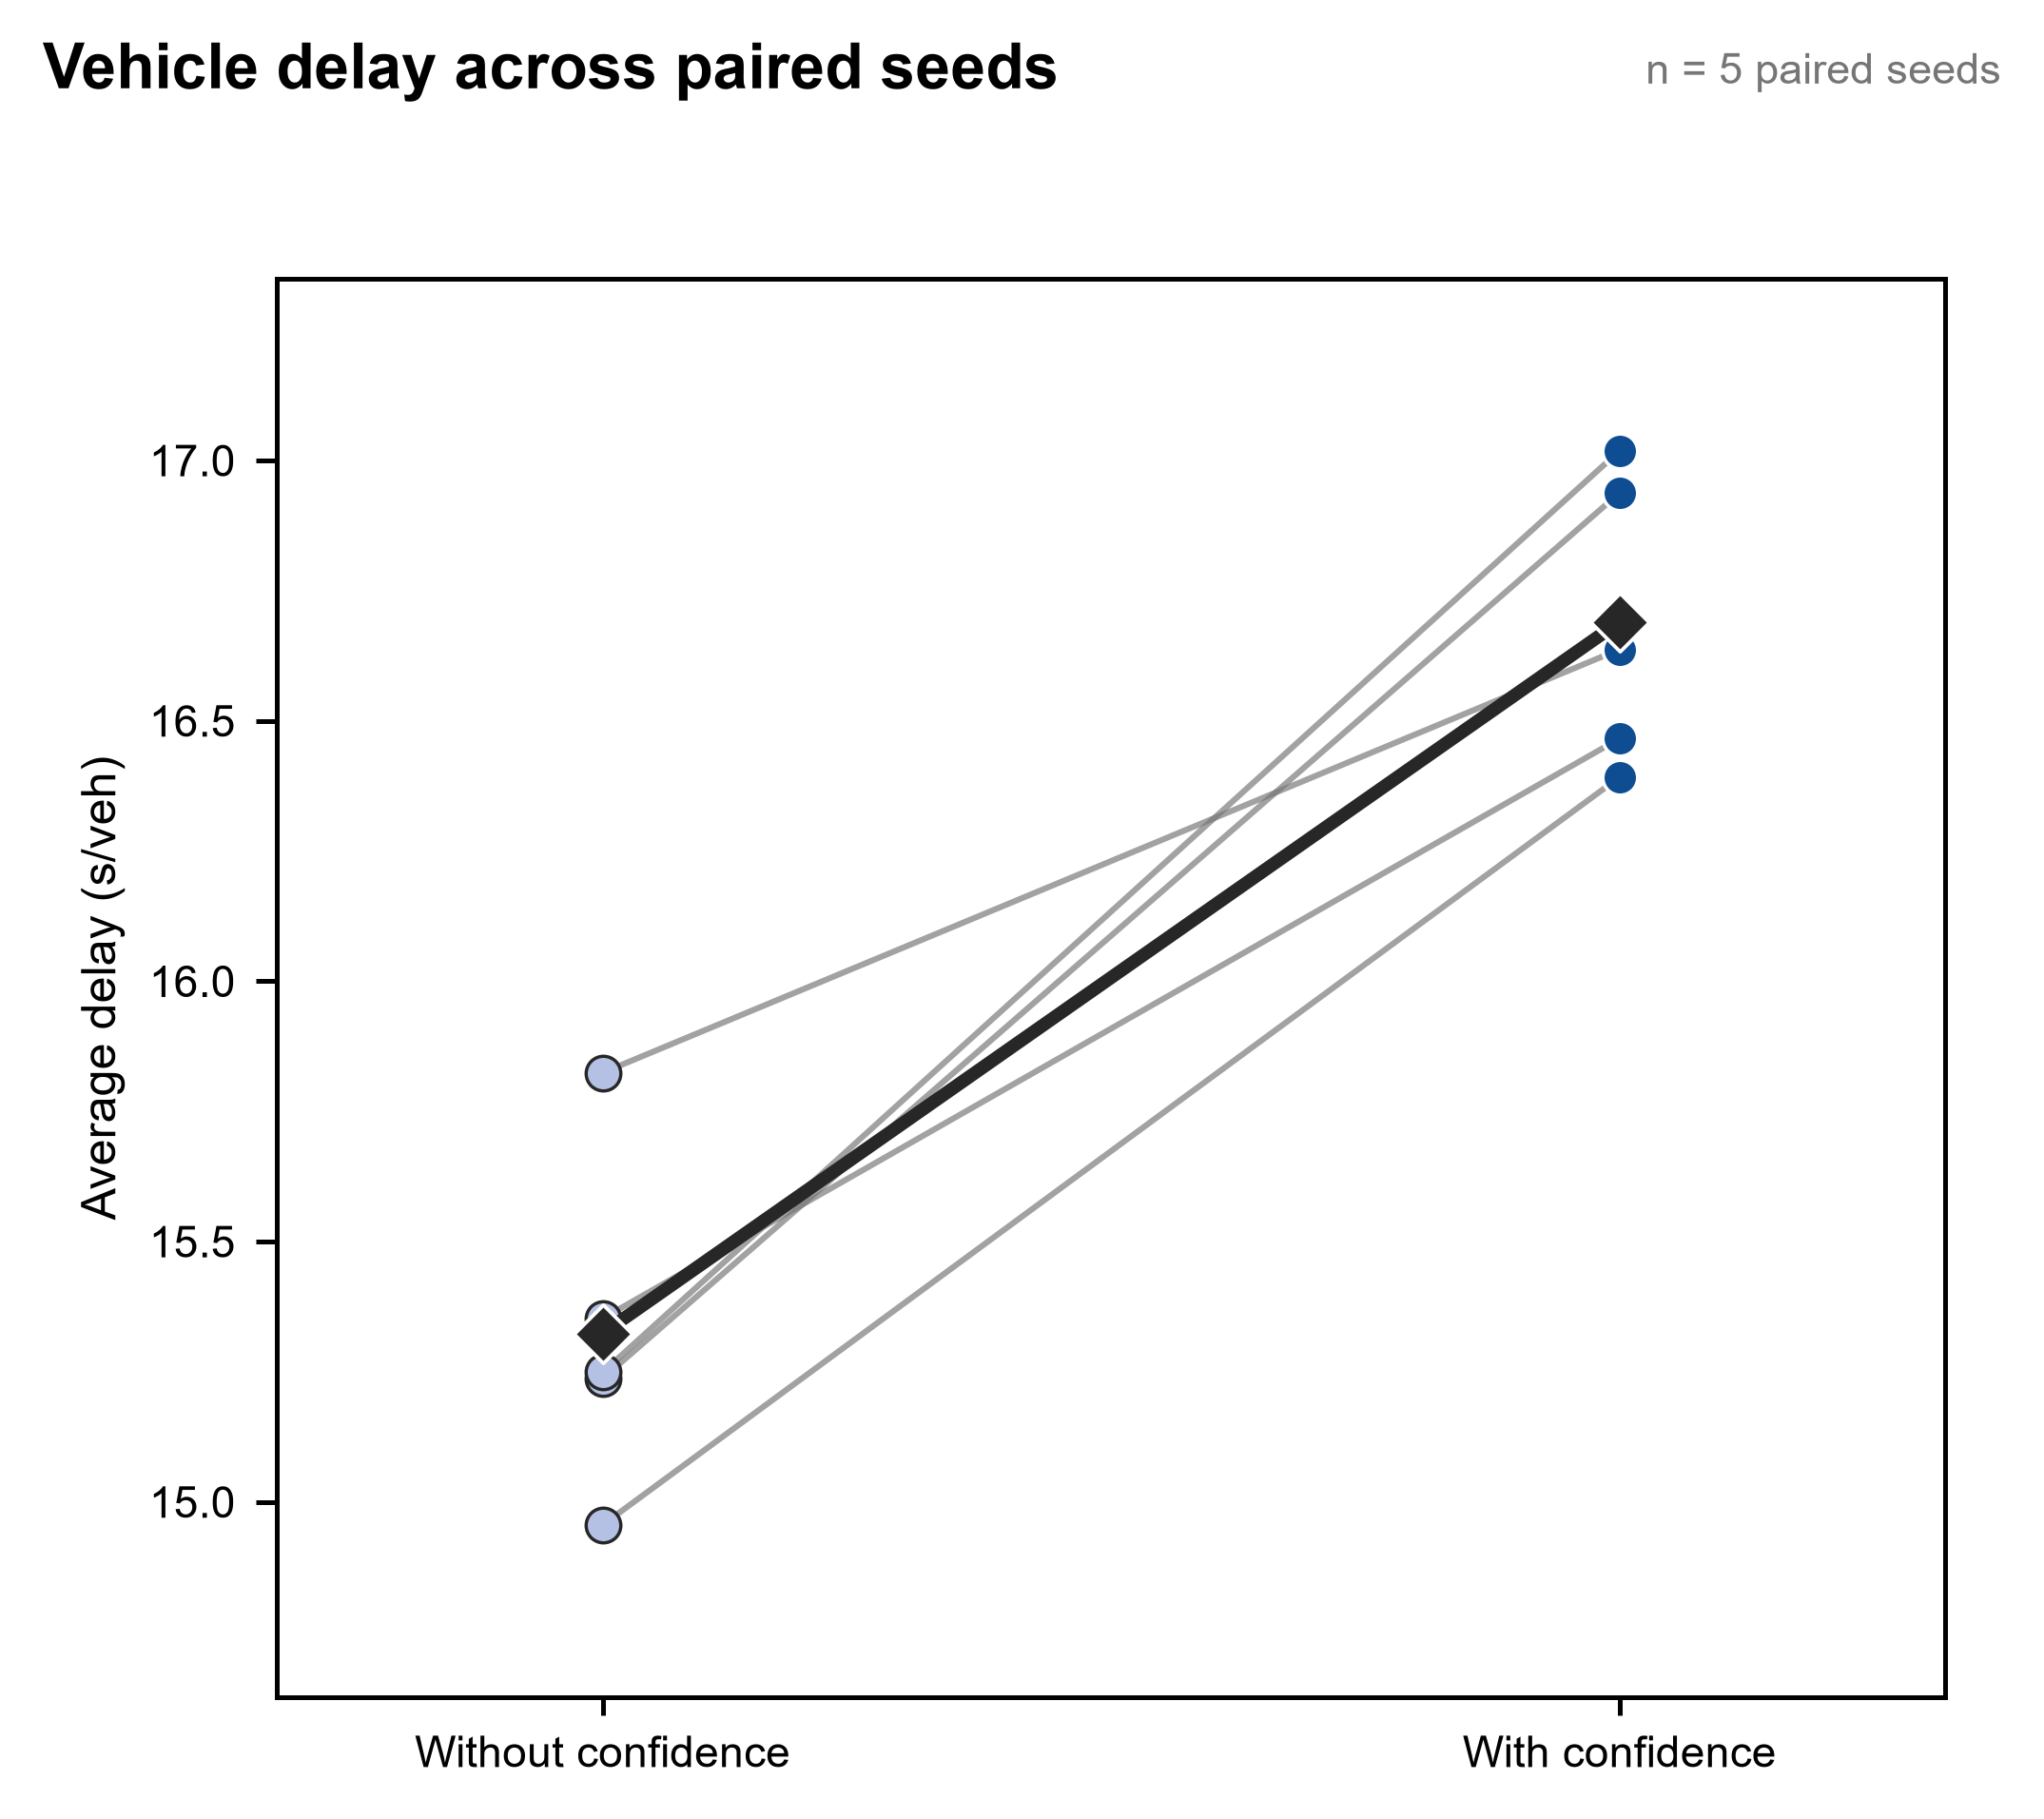 Vehicle delay across paired seeds
n = 5 paired seeds
17.0
16.5
16.0
15.5
15.0
Average delay (s/veh)
Without confidence
With confidence